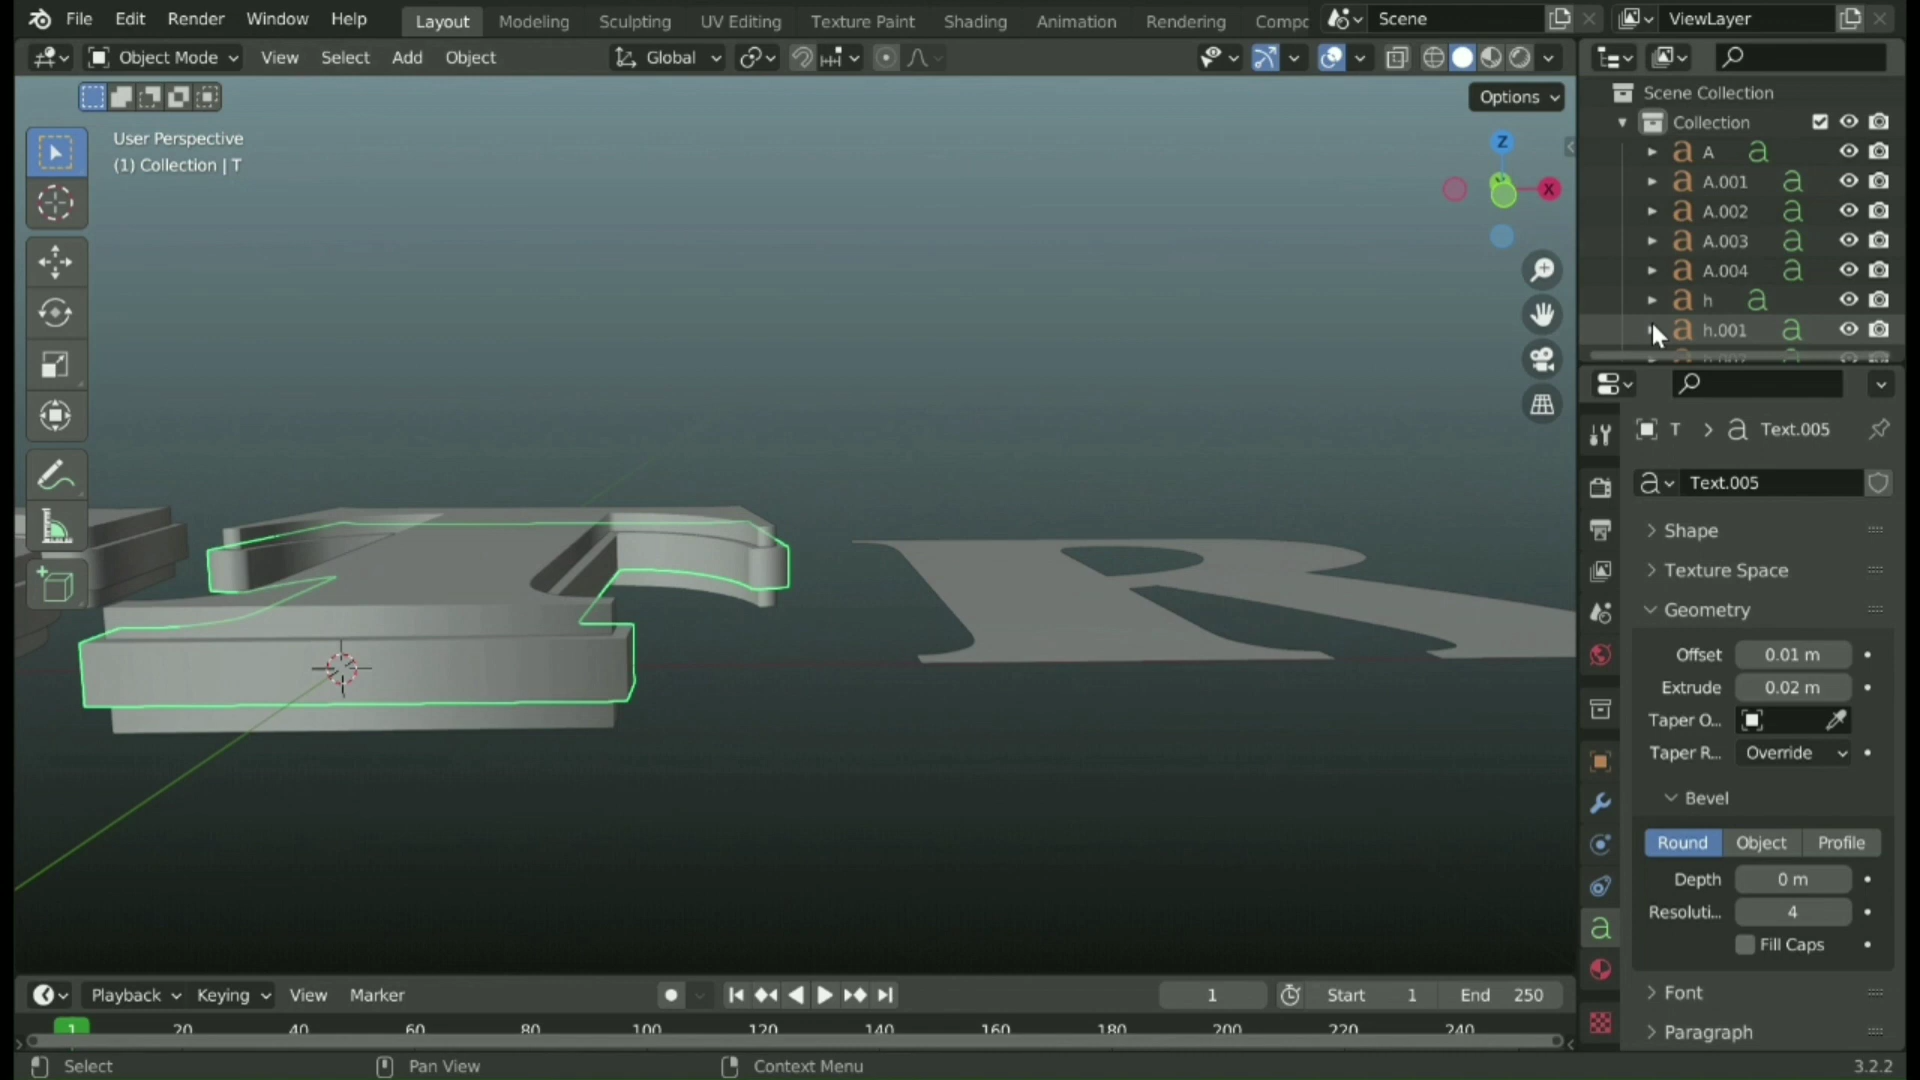 File Edit Render Window Help Layout Modeling Sculpting UV Editing Texture Paint Shading Animation Rendering Compo Scene ViewLayer
Object Mode View Select Add Object Global
Options
User Perspective
(1) Collection | T
Z
Y
X
Scene Collection
Collection
A
A.001
A.002
A.003
A.004
h
h.001
h.002
T > Text.005
Text.005
Shape
Texture Space
Geometry
Offset 0.01 m
Extrude 0.02 m
Taper O...
Taper R... Override
Bevel
Round Object Profile
Depth 0 m
Resoluti... 4
Fill Caps
Font
Paragraph
R
Playback Keying View Marker 1 Start 1 End 250
1 20 40 60 80 100 120 140 160 180 200 220 240
Select Pan View Context Menu 3.2.2